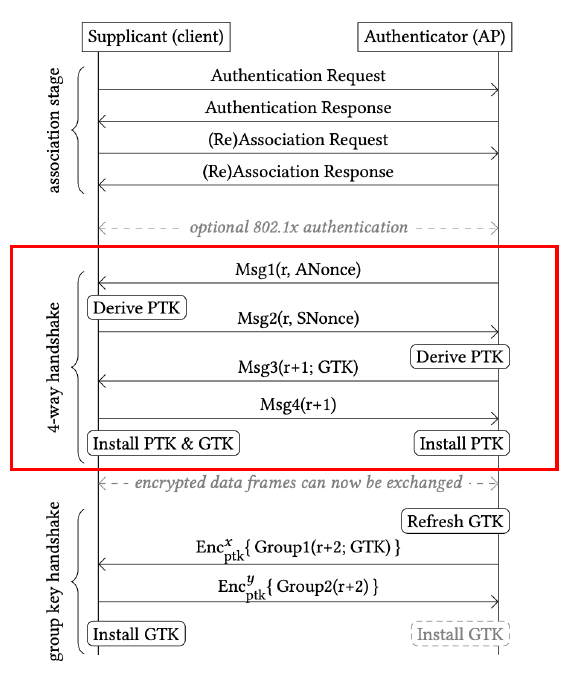 Supplicant (client)
Authenticator (AP)
association stage
Authentication Request
Authentication Response
(Re)Association Request
(Re)Association Response
optional 802.1x authentication
4-way handshake
Msg1(r, ANonce)
Derive PTK
Msg2(r, SNonce)
Derive PTK
Msg3(r+1; GTK)
Msg4(r+1)
Install PTK & GTK
Install PTK
encrypted data frames can now be exchanged
group key handshake
Refresh GTK
Enc^x_ptk{ Group1(r+2; GTK) }
Enc^y_ptk{ Group2(r+2) }
Install GTK
Install GTK